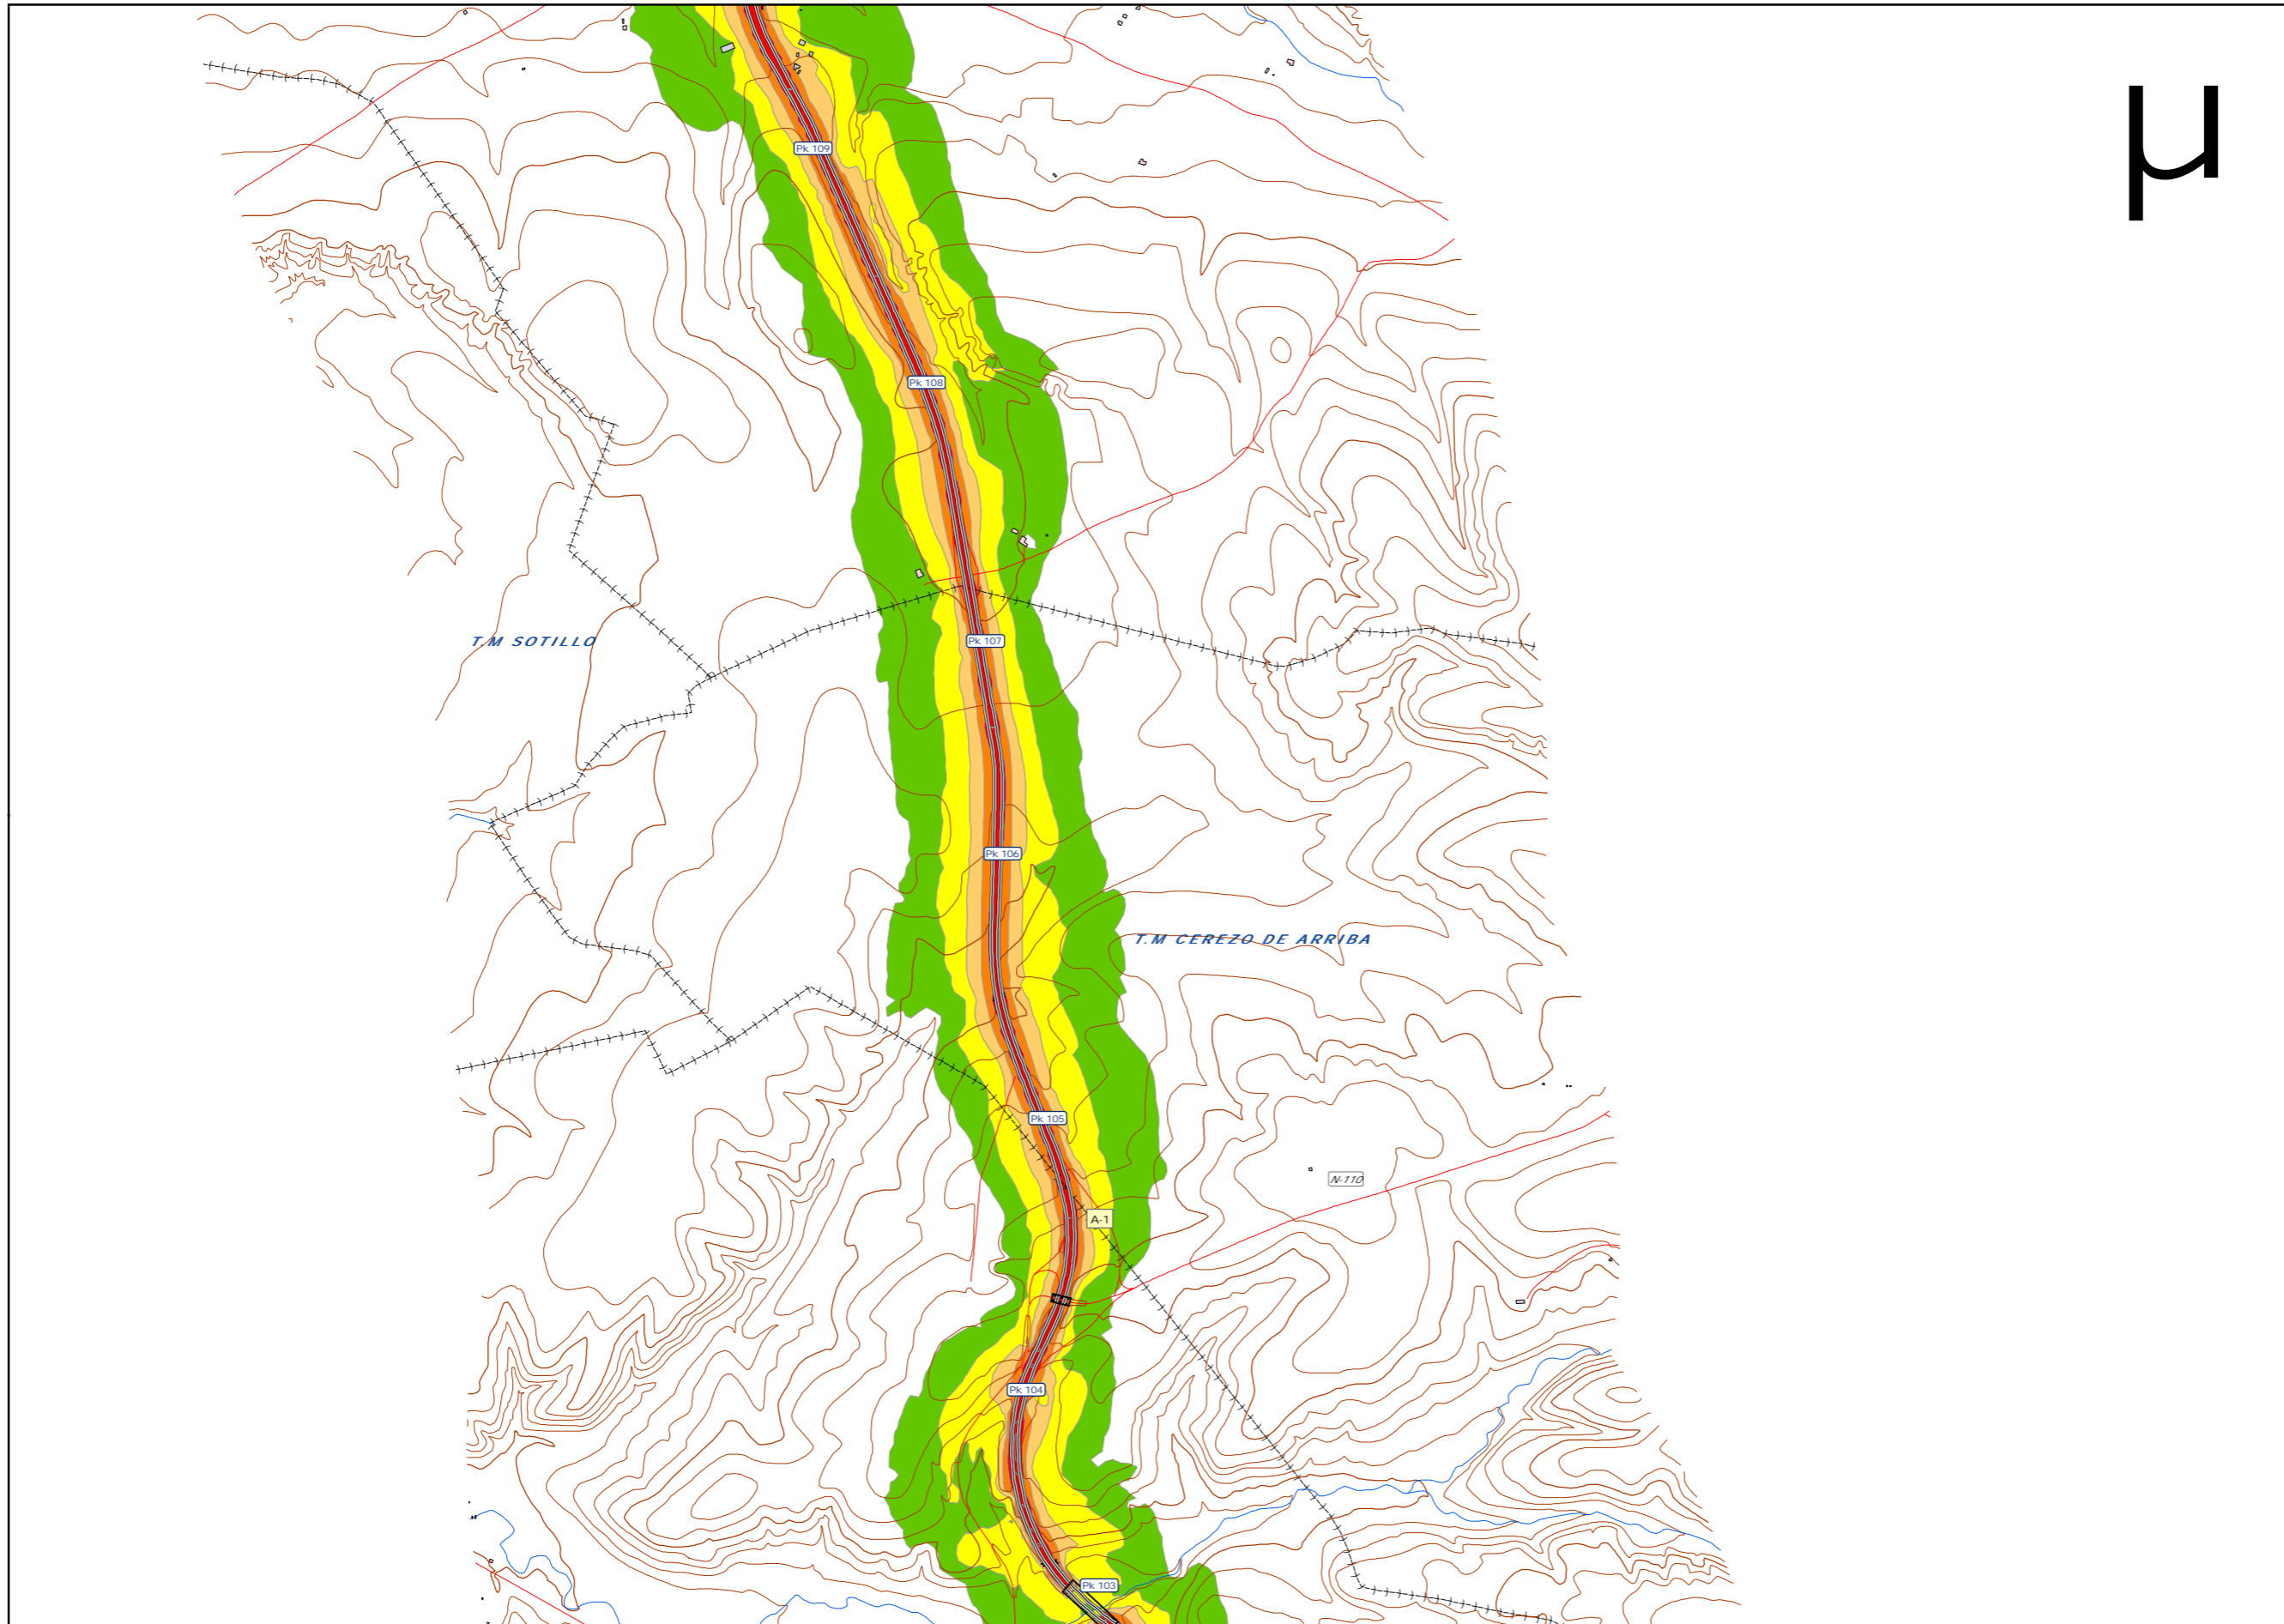 µ
Pk 109
Pk 108
Pk 107
T.M SOTILLO
Pk 106
T.M CEREZO DE ARRIBA
Pk 105
N-110
A-1
Pk 104
Pk 103